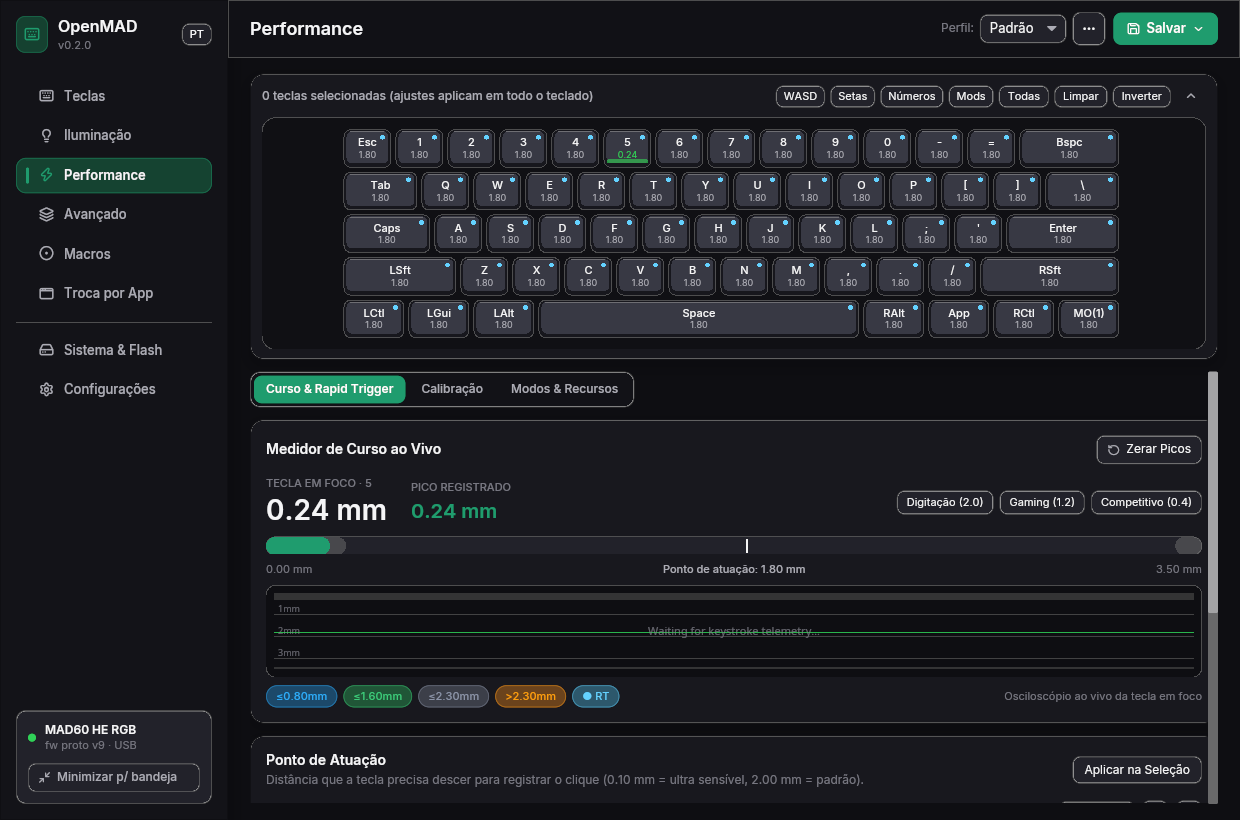 OpenMAD
v0.2.0
PT
Teclas
Iluminação
Performance
Avançado
Macros
Troca por App
Sistema & Flash
Configurações
MAD60 HE RGB
fw proto v9 · USB
Minimizar p/ bandeja
Performance
Perfil: Padrão ... Salvar
0 teclas selecionadas (ajustes aplicam em todo o teclado)
WASD Setas Números Mods Todas Limpar Inverter
Esc 1 2 3 4 5 6 7 8 9 0 - = Bspc
1.80 1.80 1.80 1.80 1.80 0.24 1.80 1.80 1.80 1.80 1.80 1.80 1.80 1.80
Tab Q W E R T Y U I O P [ ] \
1.80 1.80 1.80 1.80 1.80 1.80 1.80 1.80 1.80 1.80 1.80 1.80 1.80 1.80
Caps A S D F G H J K L ; ' Enter
1.80 1.80 1.80 1.80 1.80 1.80 1.80 1.80 1.80 1.80 1.80 1.80 1.80
LSft Z X C V B N M , . / RSft
1.80 1.80 1.80 1.80 1.80 1.80 1.80 1.80 1.80 1.80 1.80 1.80
LCtl LGui LAlt Space RAlt App RCtl MO(1)
1.80 1.80 1.80 1.80 1.80 1.80 1.80 1.80
Curso & Rapid Trigger Calibração Modos & Recursos
Medidor de Curso ao Vivo
Zerar Picos
TECLA EM FOCO · 5
0.24 mm
PICO REGISTRADO
0.24 mm
Digitação (2.0) Gaming (1.2) Competitivo (0.4)
0.00 mm Ponto de atuação: 1.80 mm 3.50 mm
1mm
2mm
Waiting for keystroke telemetry...
3mm
≤0.80mm ≤1.60mm ≤2.30mm >2.30mm RT
Osciloscópio ao vivo da tecla em foco
Ponto de Atuação
Distância que a tecla precisa descer para registrar o clique (0.10 mm = ultra sensível, 2.00 mm = padrão).
Aplicar na Seleção